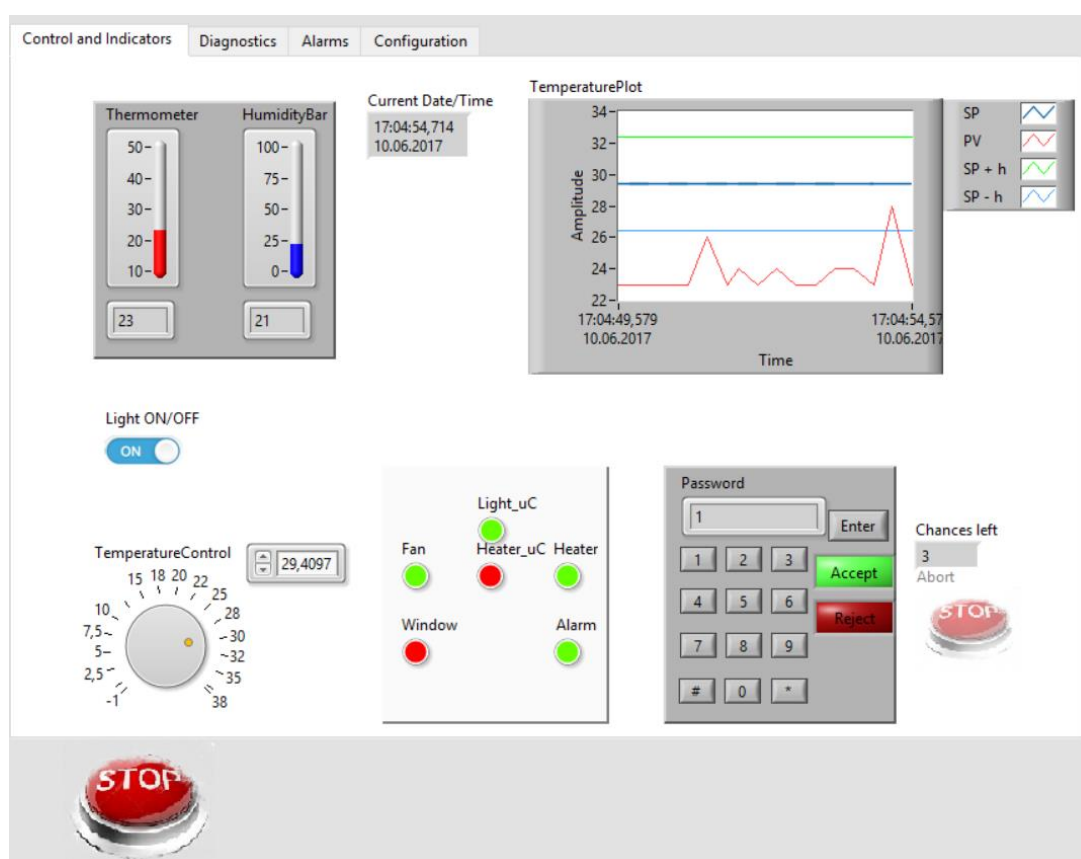 Control and Indicators Diagnostics Alarms Configuration
Thermometer HumidityBar
50
40
30
20
10
100
75
50
25
0
23
21
Current Date/Time
17:04:54,714
10.06.2017
TemperaturePlot
Amplitude
34
32
30
28
26
24
22
17:04:49,579
10.06.2017
17:04:54,57
10.06.2017
Time
SP
PV
SP + h
SP - h
Light ON/OFF
ON
TemperatureControl
29,4097
-1
2,5
5
7,5
10
15
18
20
22
25
28
30
32
35
38
Light_uC
Fan
Heater_uC
Heater
Window
Alarm
Password
1
Enter
1 2 3
Accept
4 5 6
Reject
7 8 9
# 0 *
Chances left
3
Abort
STOP
STOP